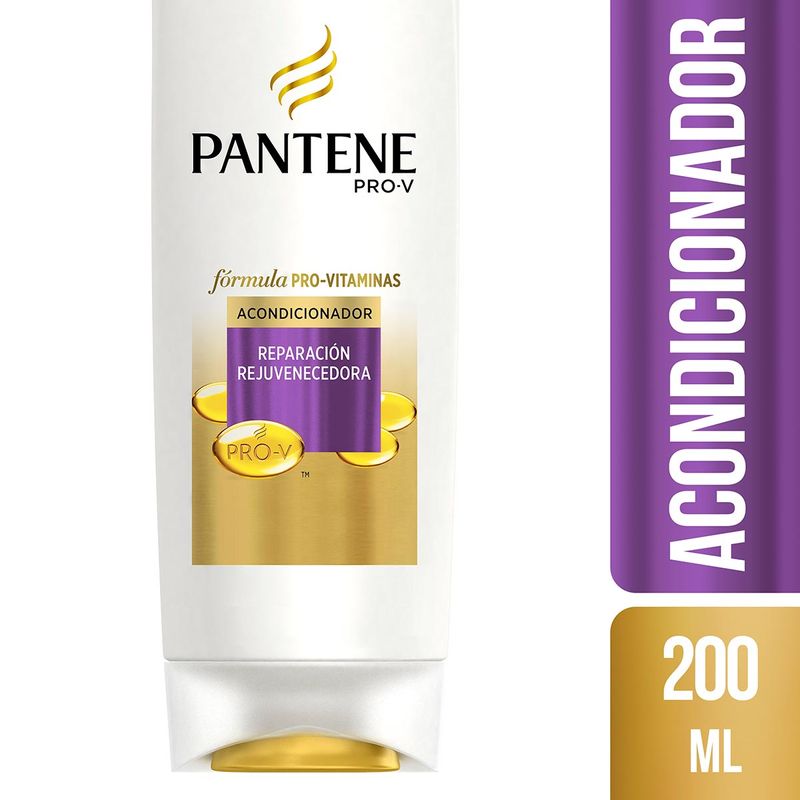 PANTENE
PRO-V
fórmula PRO-VITAMINAS
ACONDICIONADOR
REPARACIÓN
REJUVENECEDORA
PRO-V
TM
ACONDICIONADOR
200
ML